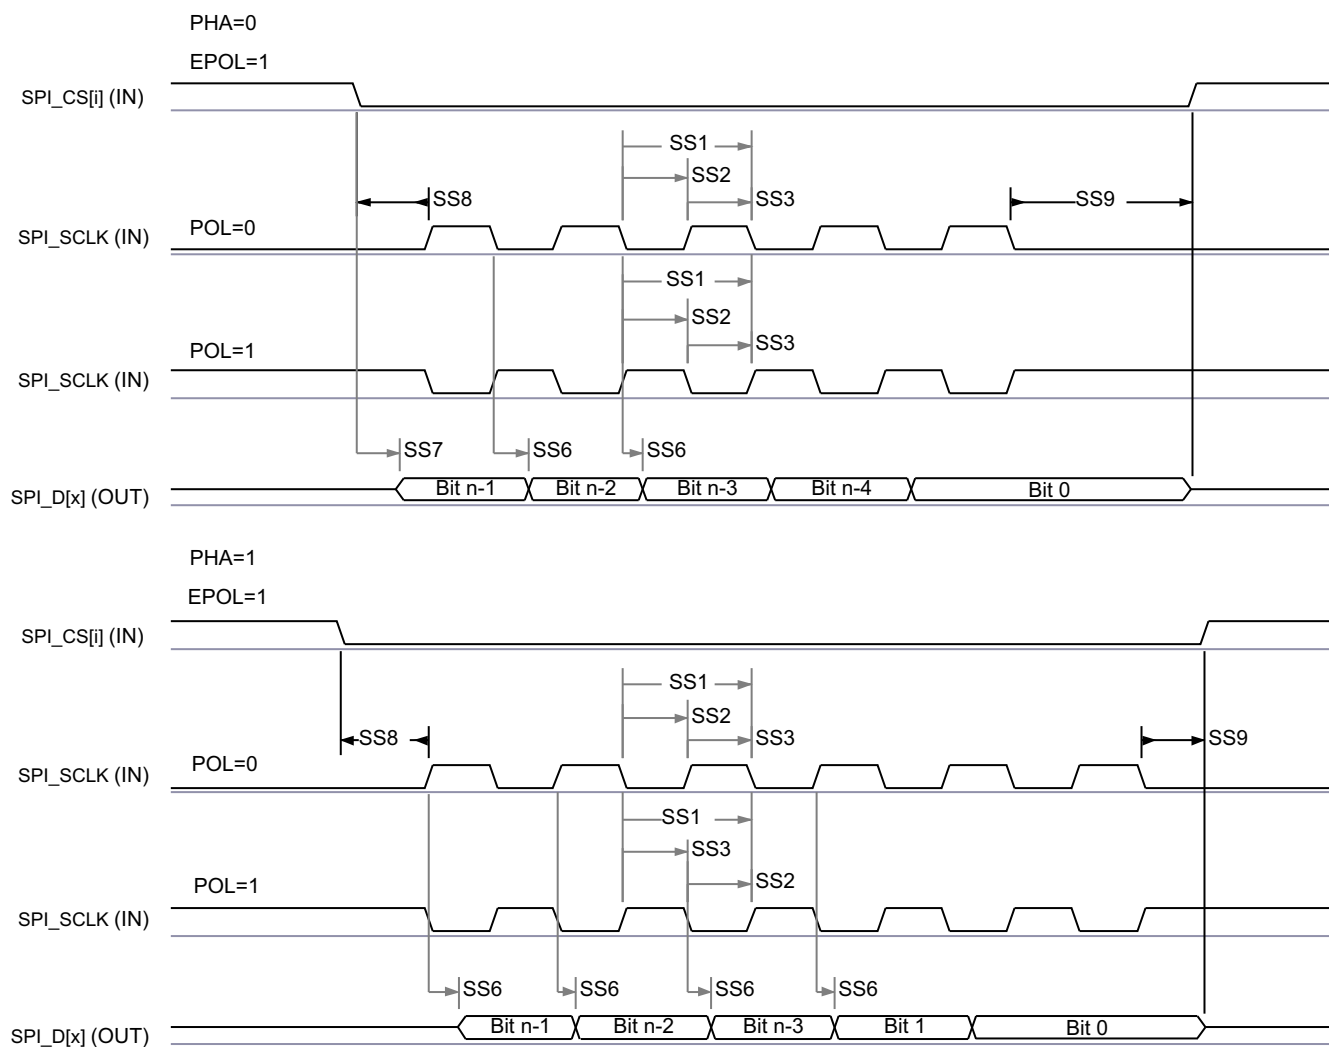 PHA=0
EPOL=1
SPI_CS[i] (IN)
SS1
SS2
SS8 SS3 SS9
POL=0
SPI_SCLK (IN)
SS1
SS2
SS3
POL=1
SPI_SCLK (IN)
SS7 SS6 SS6
SPI_D[x] (OUT) Bit n-1 Bit n-2 Bit n-3 Bit n-4 Bit 0
PHA=1
EPOL=1
SPI_CS[i] (IN)
SS1
SS2
SS8 SS3 SS9
POL=0
SPI_SCLK (IN)
SS1
SS3
SS2
POL=1
SPI_SCLK (IN)
SS6 SS6 SS6 SS6
SPI_D[x] (OUT) Bit n-1 Bit n-2 Bit n-3 Bit 1 Bit 0